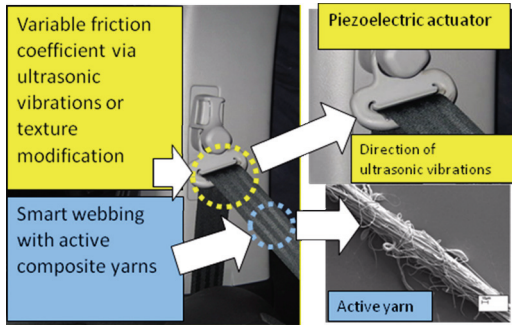 Variable friction
coefficient via
ultrasonic
vibrations or
texture
modification
Smart webbing
with active
composite yarns
Piezoelectric actuator
Direction of
ultrasonic vibrations
Active yarn